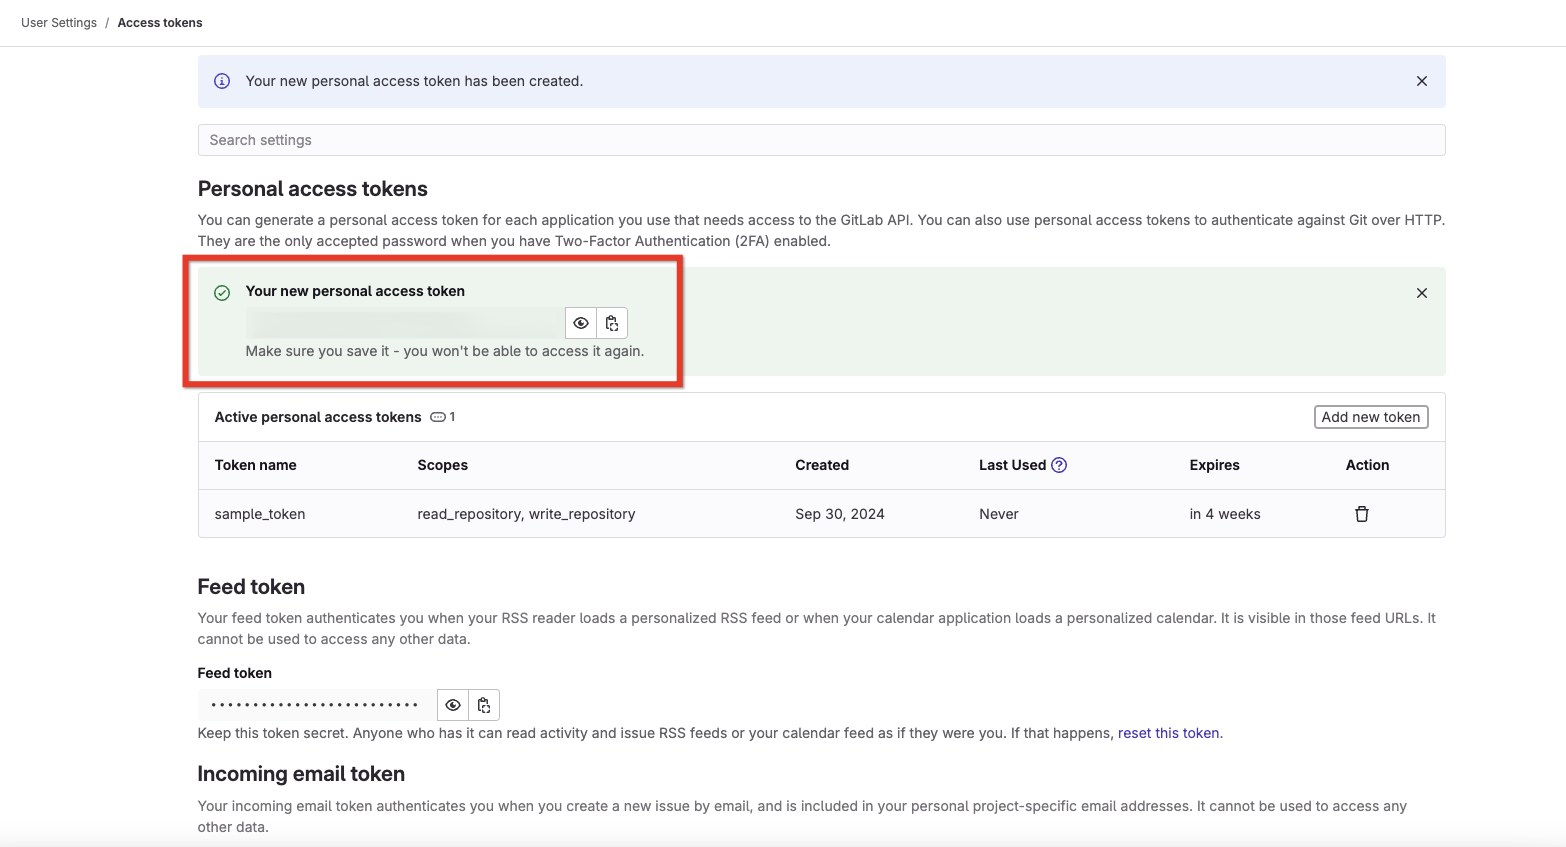 User Settings / Access tokens
Your new personal access token has been created.
Search settings
Personal access tokens
You can generate a personal access token for each application you use that needs access to the GitLab API. You can also use personal access tokens to authenticate against Git over HTTP.
They are the only accepted password when you have Two-Factor Authentication (2FA) enabled.
Your new personal access token
Make sure you save it - you won't be able to access it again.
Active personal access tokens 1 Add new token
Token name Scopes Created Last Used Expires Action
sample_token read_repository, write_repository Sep 30, 2024 Never in 4 weeks
Feed token
Your feed token authenticates you when your RSS reader loads a personalized RSS feed or when your calendar application loads a personalized calendar. It is visible in those feed URLs. It
cannot be used to access any other data.
Feed token
Keep this token secret. Anyone who has it can read activity and issue RSS feeds or your calendar feed as if they were you. If that happens, reset this token.
Incoming email token
Your incoming email token authenticates you when you create a new issue by email, and is included in your personal project-specific email addresses. It cannot be used to access any
other data.